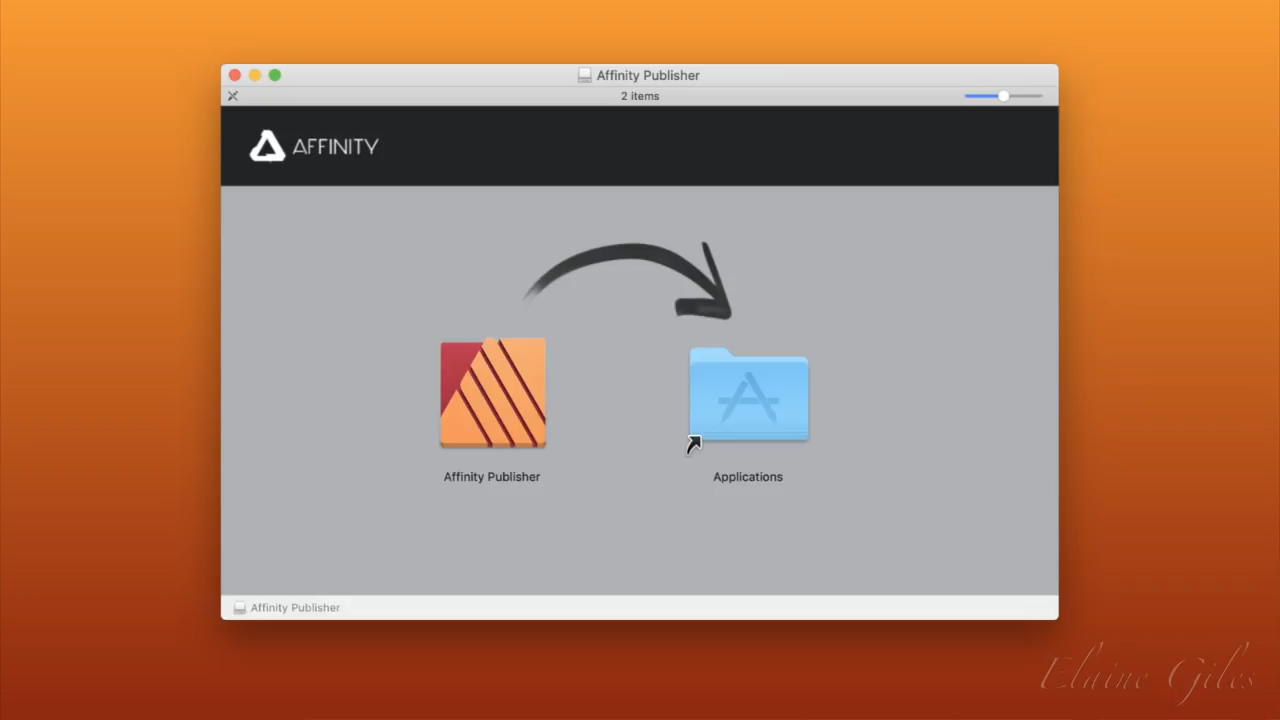 Affinity Publisher
2 items
AFFINITY
Affinity Publisher
Applications
Affinity Publisher
Elaine Giles